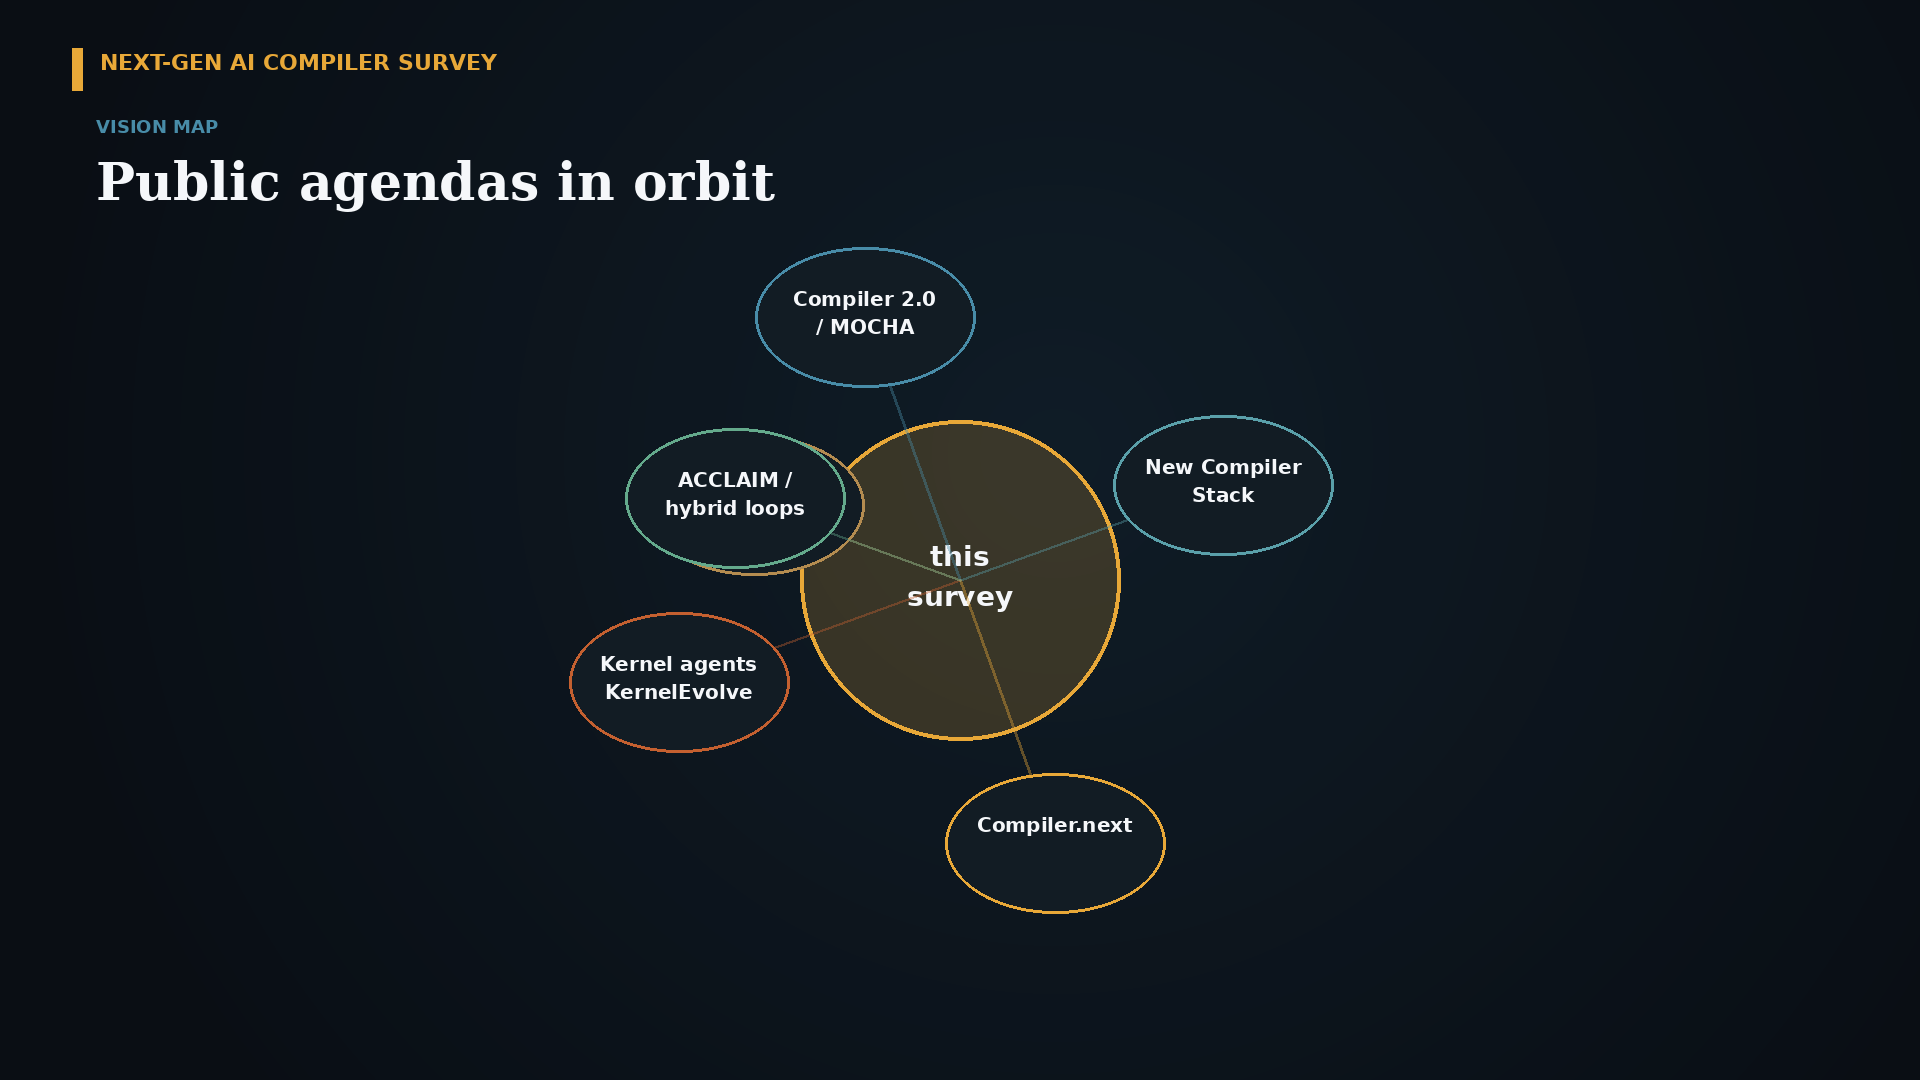 NEXT-GEN AI COMPILER SURVEY
VISION MAP
Public agendas in orbit
Compiler 2.0
/ MOCHA
New Compiler
Stack
ACCLAIM /
hybrid loops
this
survey
Kernel agents
KernelEvolve
Compiler.next